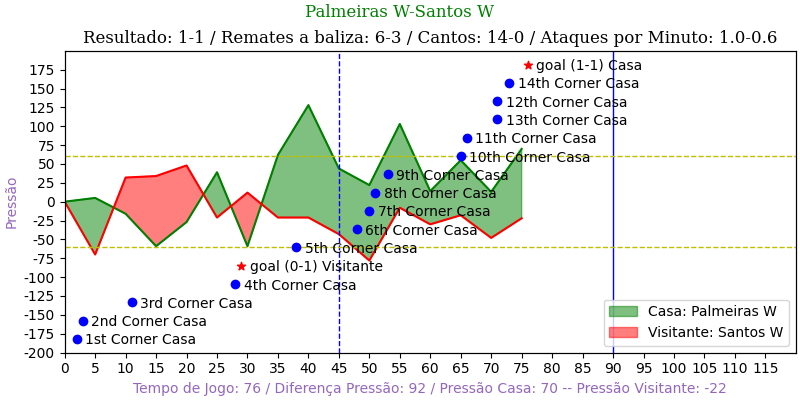 Palmeiras W-Santos W
Resultado: 1-1 / Remates a baliza: 6-3 / Cantos: 14-0 / Ataques por Minuto: 1.0-0.6
175
150
125
100
75
50
25
0
-25
-50
-75
-100
-125
-150
-175
-200
Pressão
goal (1-1) Casa
14th Corner Casa
12th Corner Casa
13th Corner Casa
11th Corner Casa
10th Corner Casa
9th Corner Casa
8th Corner Casa
7th Corner Casa
6th Corner Casa
5th Corner Casa
goal (0-1) Visitante
4th Corner Casa
3rd Corner Casa
2nd Corner Casa
1st Corner Casa
Casa: Palmeiras W
Visitante: Santos W
0 5 10 15 20 25 30 35 40 45 50 55 60 65 70 75 80 85 90 95 100 105 110 115
Tempo de Jogo: 76 / Diferença Pressão: 92 / Pressão Casa: 70 -- Pressão Visitante: -22